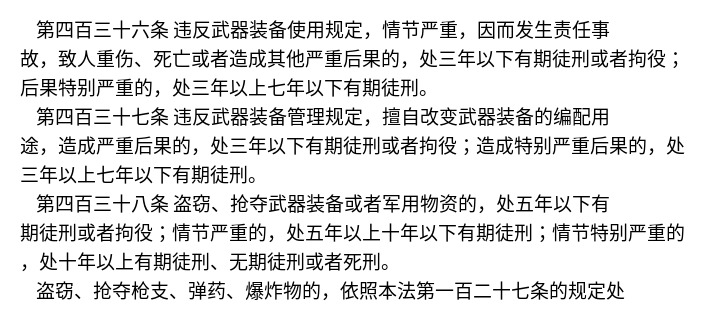 第四百三十六条 违反武器装备使用规定，情节严重，因而发生责任事
故，致人重伤、死亡或者造成其他严重后果的，处三年以下有期徒刑或者拘役；
后果特别严重的，处三年以上七年以下有期徒刑。
第四百三十七条 违反武器装备管理规定，擅自改变武器装备的编配用
途，造成严重后果的，处三年以下有期徒刑或者拘役；造成特别严重后果的，处
三年以上七年以下有期徒刑。
第四百三十八条 盗窃、抢夺武器装备或者军用物资的，处五年以下有
期徒刑或者拘役；情节严重的，处五年以上十年以下有期徒刑；情节特别严重的
，处十年以上有期徒刑、无期徒刑或者死刑。
盗窃、抢夺枪支、弹药、爆炸物的，依照本法第一百二十七条的规定处